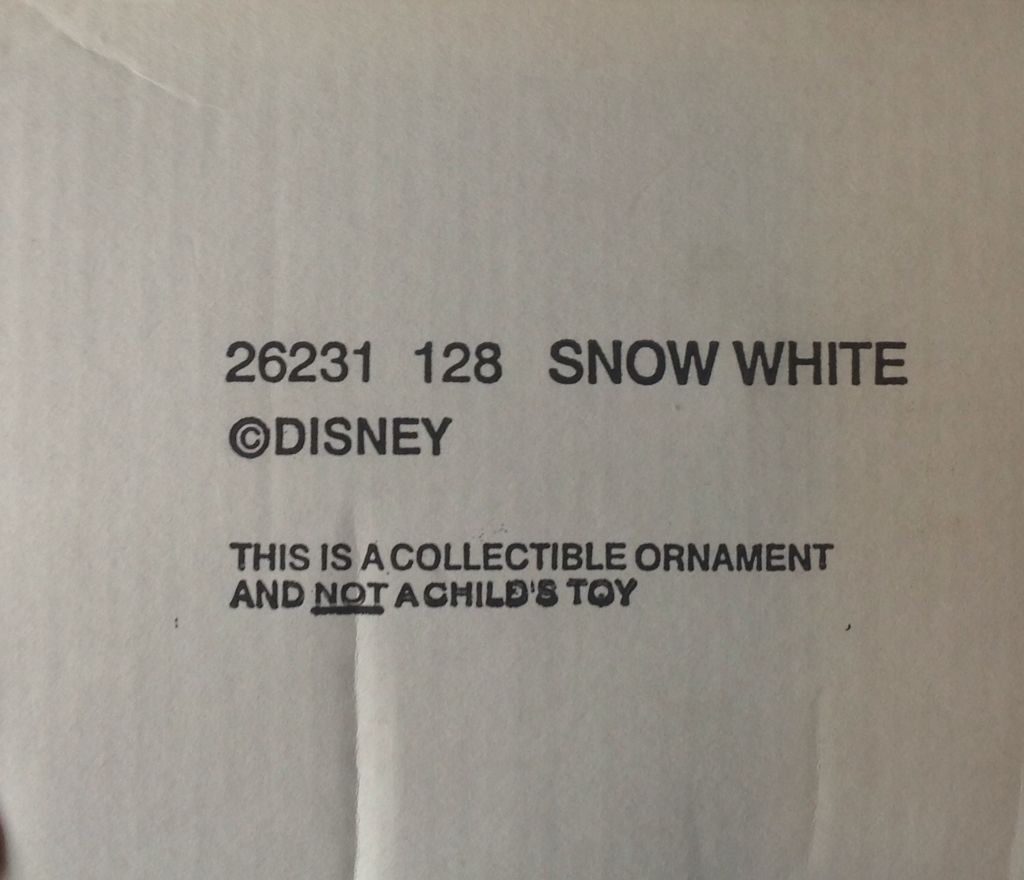 26231 128 SNOW WHITE
©DISNEY
THIS IS A COLLECTIBLE ORNAMENT
AND NOT A CHILD'S TOY